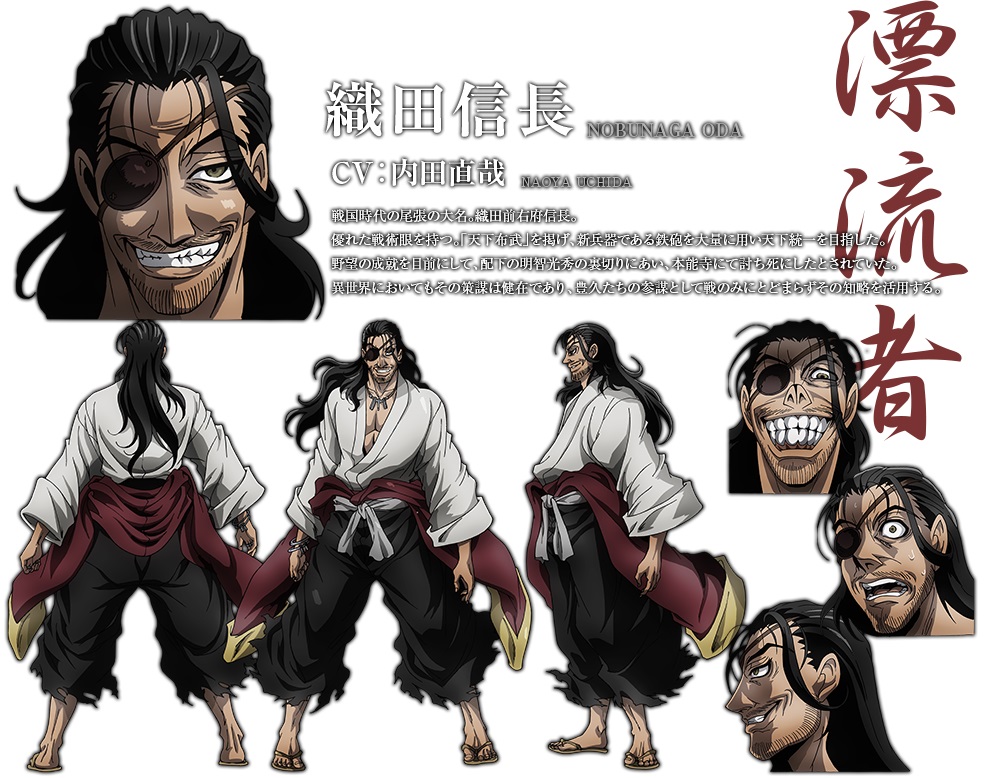 織田信長 NOBUNAGA ODA
CV:内田直哉 NAOYA UCHIDA
戦国時代の尾張の大名。織田前右府信長。
優れた戦術眼を持つ。「天下布武」を掲げ、新兵器である鉄砲を大量に用い天下統一を目指した。
野望の成就を目前にして、配下の明智光秀の裏切りにあい、本能寺にて討ち死にしたとされていた。
異世界においてもその策謀は健在であり、豊久たちの参謀として戦のみにとどまらずその知略を活用する。
漂流者